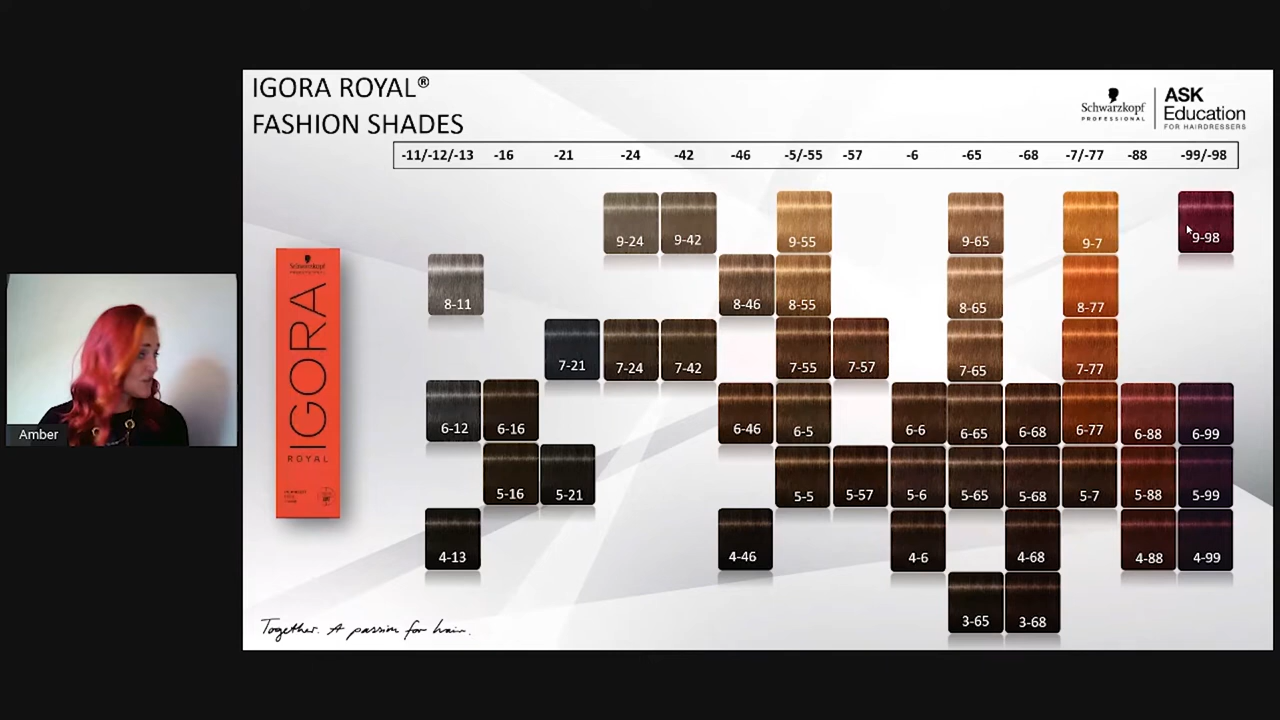 IGORA ROYAL®
FASHION SHADES
Schwarzkopf
PROFESSIONAL
ASK
Education
FOR HAIRDRESSERS
-11/-12/-13 -16 -21 -24 -42 -46 -5/-55 -57 -6 -65 -68 -7/-77 -88 -99/-98
9-24 9-42 9-55 9-65 9-7 9-98
8-11 8-46 8-55 8-65 8-77
7-21 7-24 7-42 7-55 7-57 7-65 7-77
6-12 6-16 6-46 6-5 6-6 6-65 6-68 6-77 6-88 6-99
5-16 5-21 5-5 5-57 5-6 5-65 5-68 5-7 5-88 5-99
4-13 4-46 4-6 4-68 4-88 4-99
3-65 3-68
Schwarzkopf
IGORA
ROYAL
Amber
Together. A passion for hair.